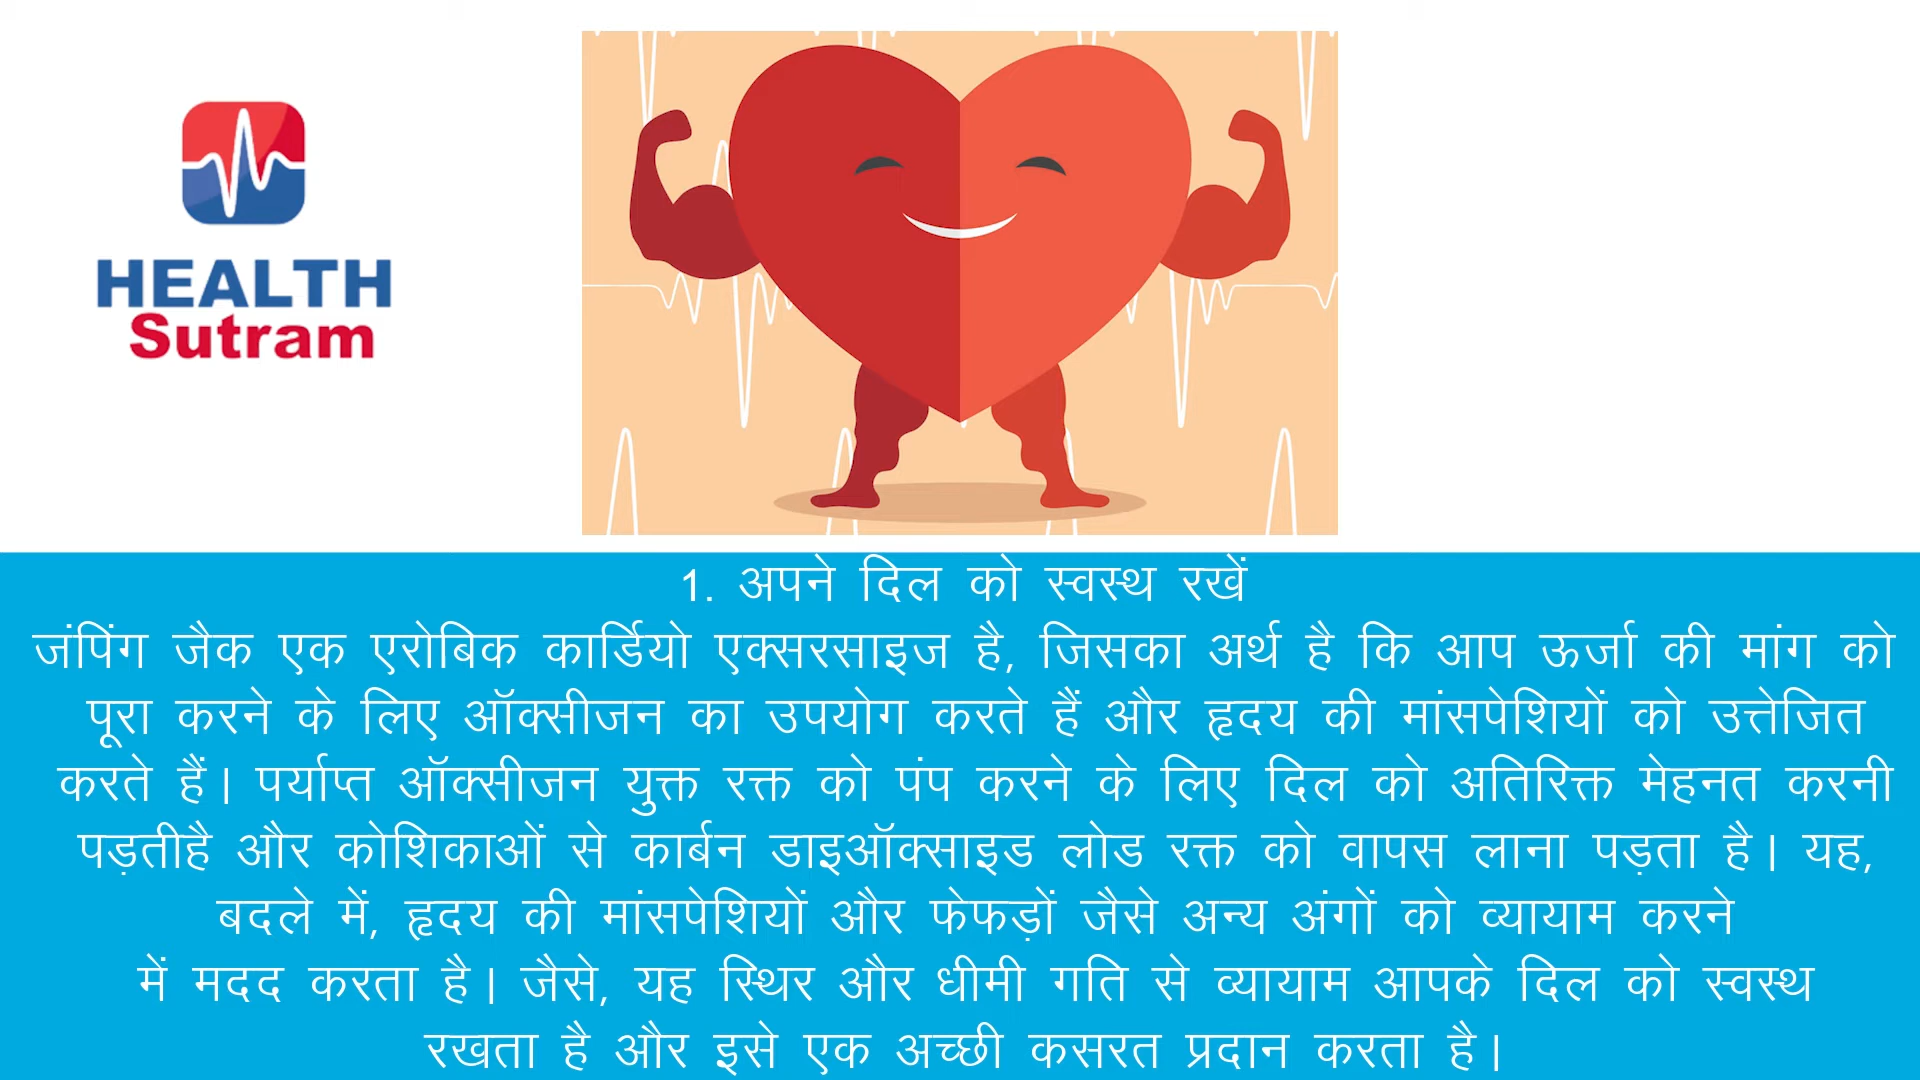 HEALTH
Sutram
1. अपने दिल को स्वस्थ रखें
जंपिंग जैक एक एरोबिक कार्डियो एक्सरसाइज है, जिसका अर्थ है कि आप ऊर्जा की मांग को
पूरा करने के लिए ऑक्सीजन का उपयोग करते हैं और हृदय की मांसपेशियों को उत्तेजित
करते हैं। पर्याप्त ऑक्सीजन युक्त रक्त को पंप करने के लिए दिल को अतिरिक्त मेहनत करनी
पड़तीहै और कोशिकाओं से कार्बन डाइऑक्साइड लोड रक्त को वापस लाना पड़ता है। यह,
बदले में, हृदय की मांसपेशियों और फेफड़ों जैसे अन्य अंगों को व्यायाम करने
में मदद करता है। जैसे, यह स्थिर और धीमी गति से व्यायाम आपके दिल को स्वस्थ
रखता है और इसे एक अच्छी कसरत प्रदान करता है।